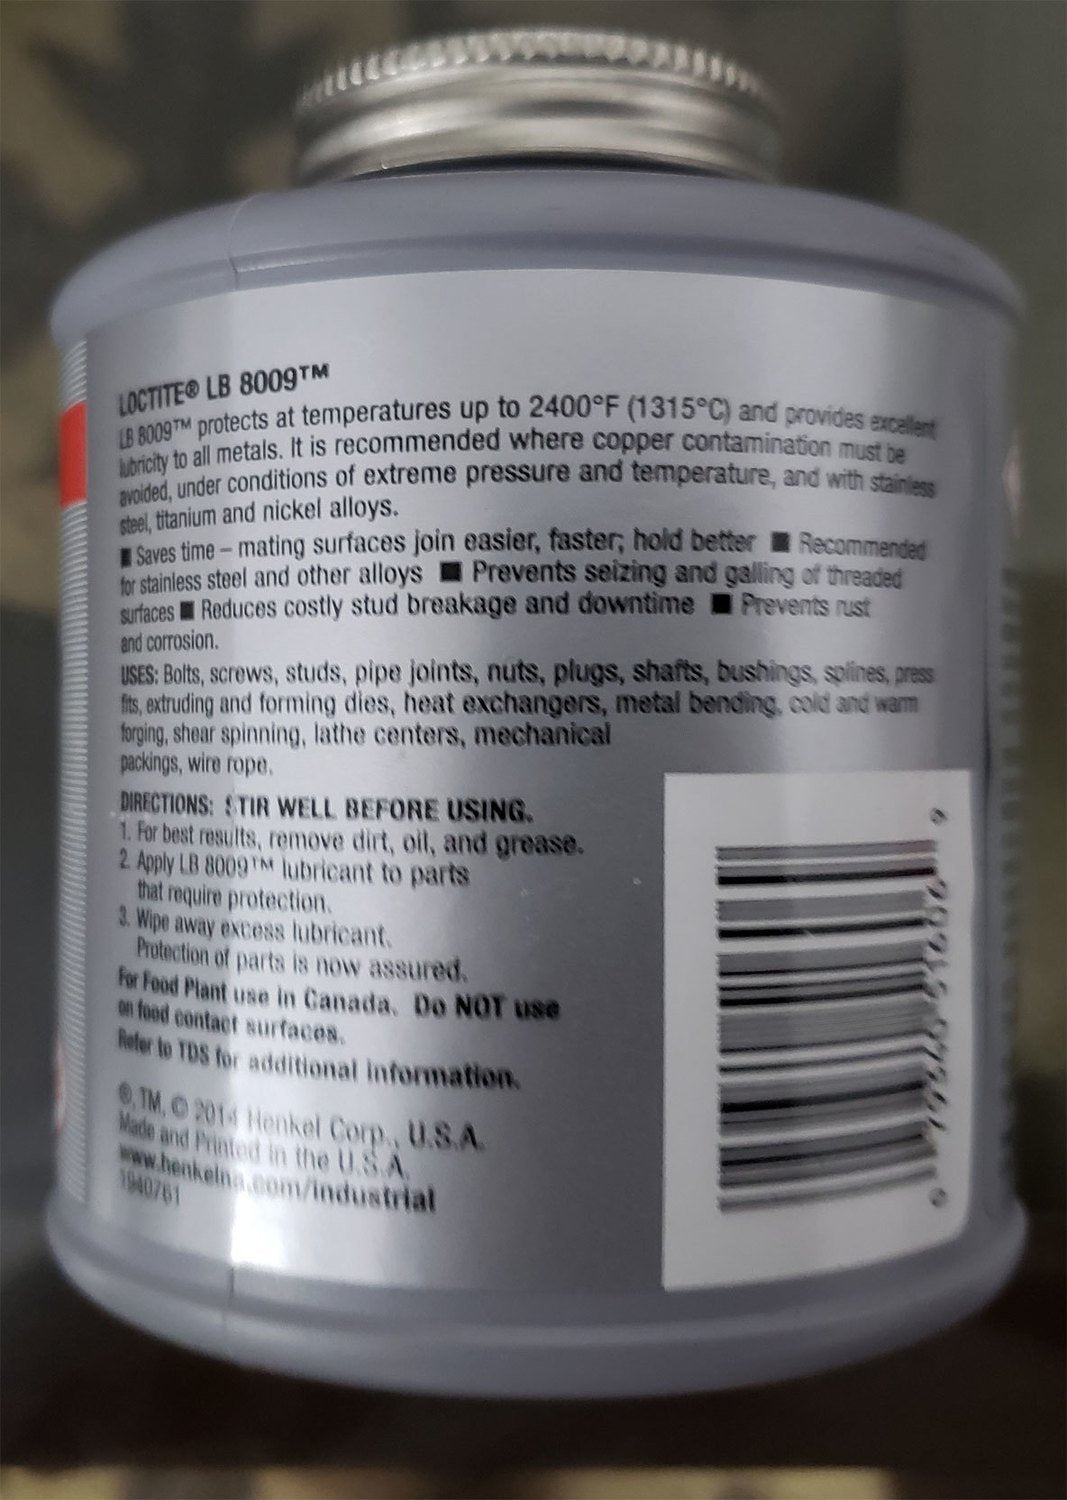 LOCTITE® LB 8009™
LB 8009™ protects at temperatures up to 2400°F (1315°C) and provides excellent
lubricity to all metals. It is recommended where copper contamination must be
avoided, under conditions of extreme pressure and temperature, and with stainless
steel, titanium and nickel alloys.
■ Saves time – mating surfaces join easier, faster; hold better ■ Recommended
for stainless steel and other alloys ■ Prevents seizing and galling of threaded
surfaces ■ Reduces costly stud breakage and downtime ■ Prevents rust
and corrosion.
USES: Bolts, screws, studs, pipe joints, nuts, plugs, shafts, bushings, splines, press
fits, extruding and forming dies, heat exchangers, metal bending, cold and warm
forging, shear spinning, lathe centers, mechanical
packings, wire rope.
DIRECTIONS: STIR WELL BEFORE USING.
1. For best results, remove dirt, oil, and grease.
2. Apply LB 8009™ lubricant to parts
that require protection.
3. Wipe away excess lubricant.
Protection of parts is now assured.
For Food Plant use in Canada. Do NOT use
on food contact surfaces.
Refer to TDS for additional information.
®, TM, © 2014 Henkel Corp., U.S.A.
Made and Printed in the U.S.A.
www.henkelna.com/industrial
1940761